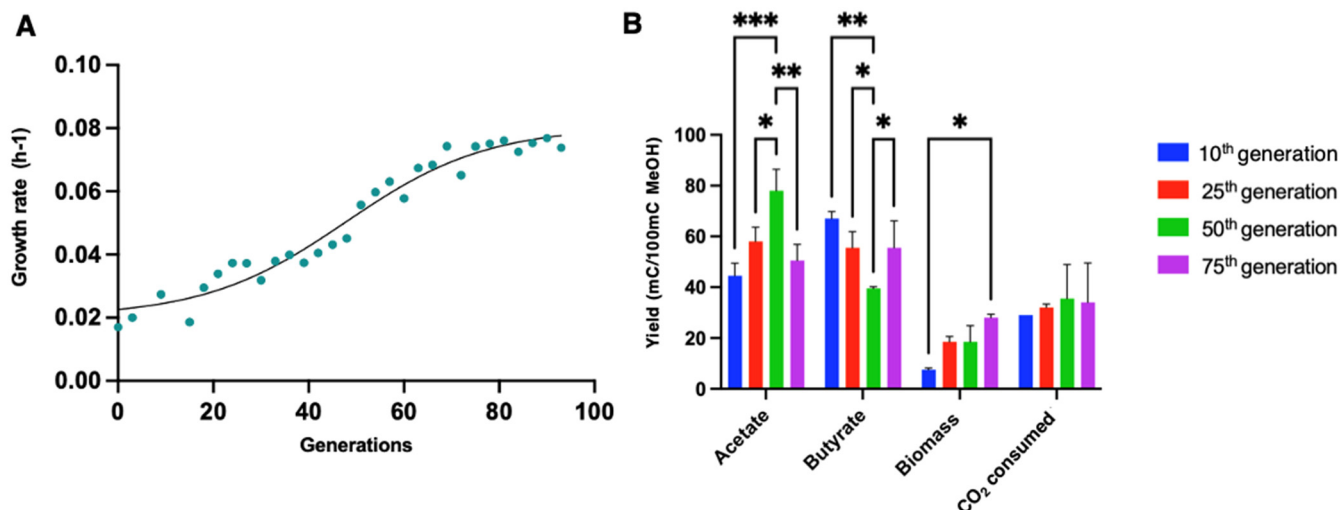 A
Growth rate (h-1)
0.10
0.08
0.06
0.04
0.02
0.00
0 20 40 60 80 100
Generations
B
*** **
** *
* * *
Yield (mC/100mC MeOH)
100
80
60
40
20
0
Acetate
Butyrate
Biomass
CO₂ consumed
10th generation
25th generation
50th generation
75th generation